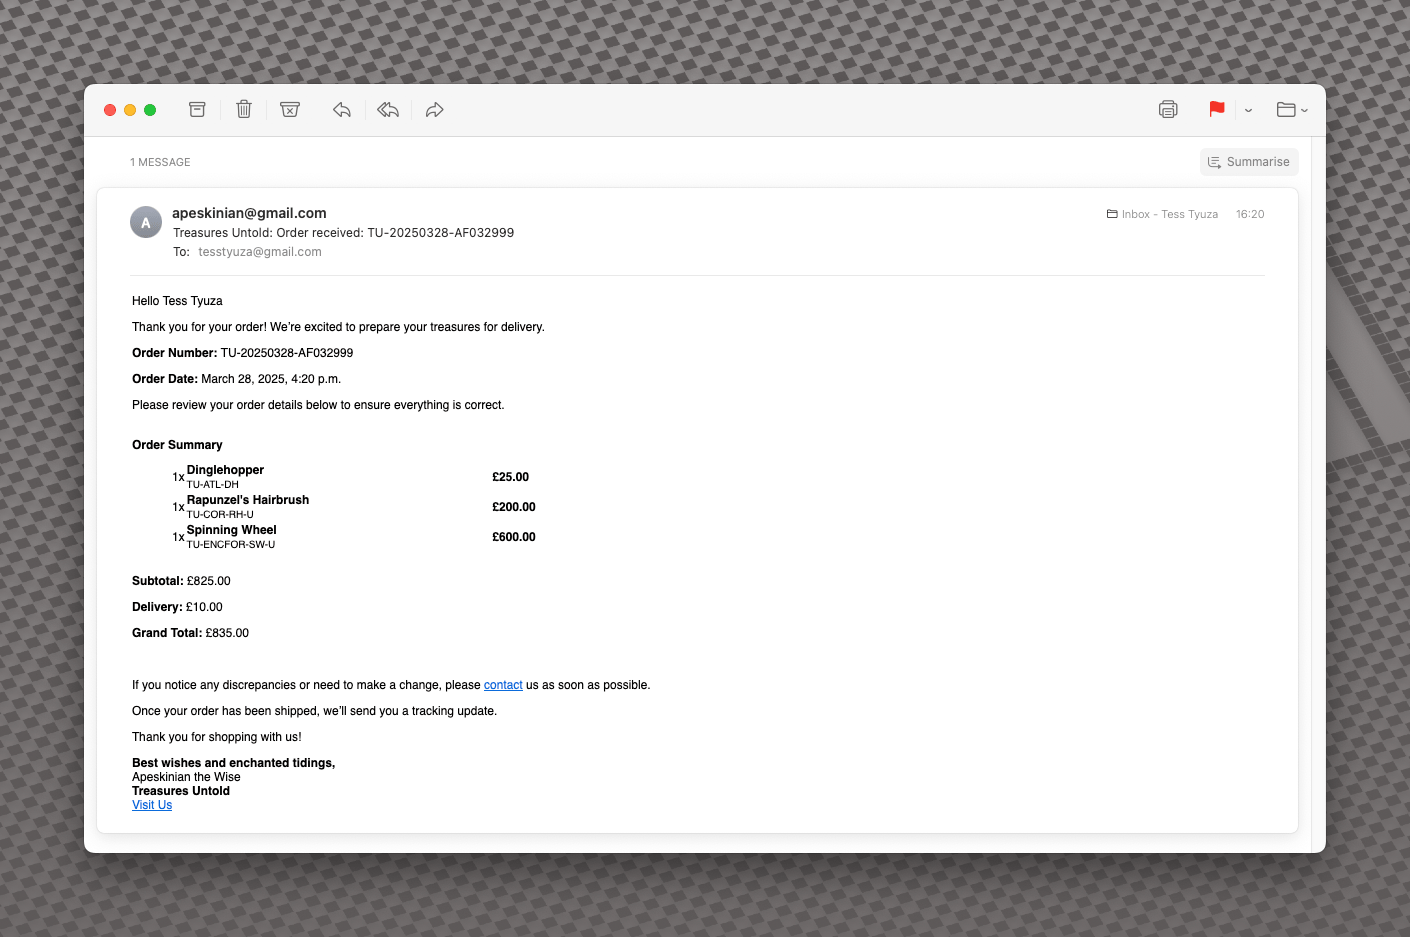 1 MESSAGE
Summarise
A
apeskinian@gmail.com
Inbox - Tess Tyuza 16:20
Treasures Untold: Order received: TU-20250328-AF032999
To: tesstyuza@gmail.com
Hello Tess Tyuza
Thank you for your order! We're excited to prepare your treasures for delivery.
Order Number: TU-20250328-AF032999
Order Date: March 28, 2025, 4:20 p.m.
Please review your order details below to ensure everything is correct.
Order Summary
1x Dinglehopper £25.00
TU-ATL-DH
1x Rapunzel's Hairbrush £200.00
TU-COR-RH-U
1x Spinning Wheel £600.00
TU-ENCFOR-SW-U
Subtotal: £825.00
Delivery: £10.00
Grand Total: £835.00
If you notice any discrepancies or need to make a change, please contact us as soon as possible.
Once your order has been shipped, we'll send you a tracking update.
Thank you for shopping with us!
Best wishes and enchanted tidings,
Apeskinian the Wise
Treasures Untold
Visit Us